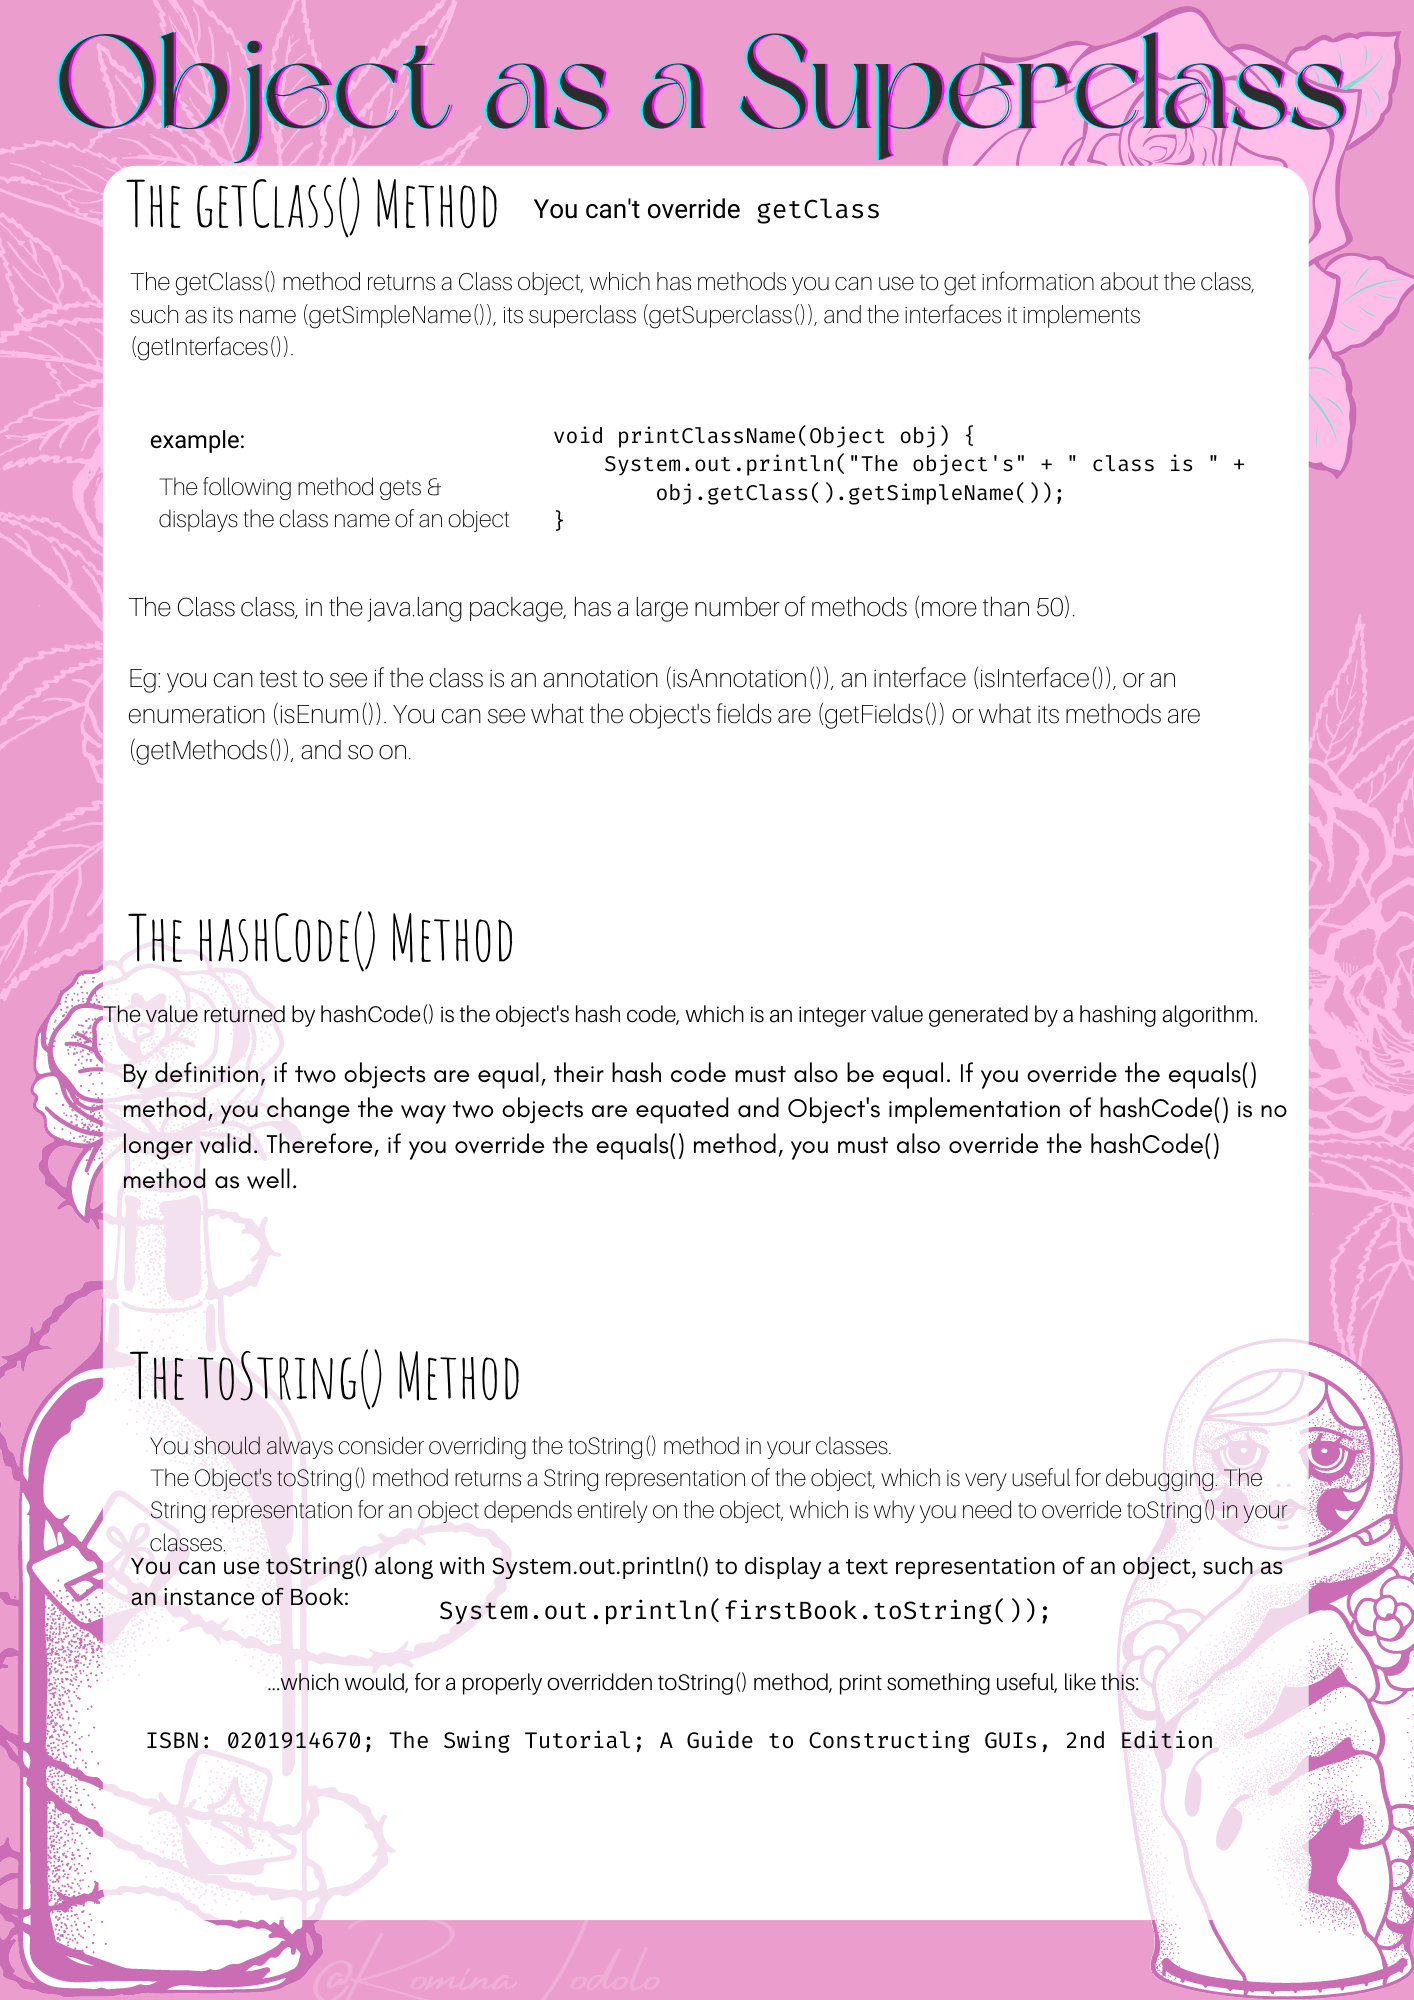 Object as a Superclass
The getClass() Method
You can't override getClass
The getClass() method returns a Class object, which has methods you can use to get information about the class,
such as its name (getSimpleName()), its superclass (getSuperclass()), and the interfaces it implements
(getInterfaces()).
example:
The following method gets &
displays the class name of an object
void printClassName(Object obj) {
    System.out.println("The object's" + " class is " +
        obj.getClass().getSimpleName());
}
The Class class, in the java.lang package, has a large number of methods (more than 50).
Eg: you can test to see if the class is an annotation (isAnnotation()), an interface (isInterface()), or an
enumeration (isEnum()). You can see what the object's fields are (getFields()) or what its methods are
(getMethods()), and so on.
The hashCode() Method
The value returned by hashCode() is the object's hash code, which is an integer value generated by a hashing algorithm.
By definition, if two objects are equal, their hash code must also be equal. If you override the equals()
method, you change the way two objects are equated and Object's implementation of hashCode() is no
longer valid. Therefore, if you override the equals() method, you must also override the hashCode()
method as well.
The toString() Method
You should always consider overriding the toString() method in your classes.
The Object's toString() method returns a String representation of the object, which is very useful for debugging. The
String representation for an object depends entirely on the object, which is why you need to override toString() in your
classes.
You can use toString() along with System.out.println() to display a text representation of an object, such as
an instance of Book:
System.out.println(firstBook.toString());
...which would, for a properly overridden toString() method, print something useful, like this:
ISBN: 0201914670; The Swing Tutorial; A Guide to Constructing GUIs, 2nd Edition
@Romina Iodolo